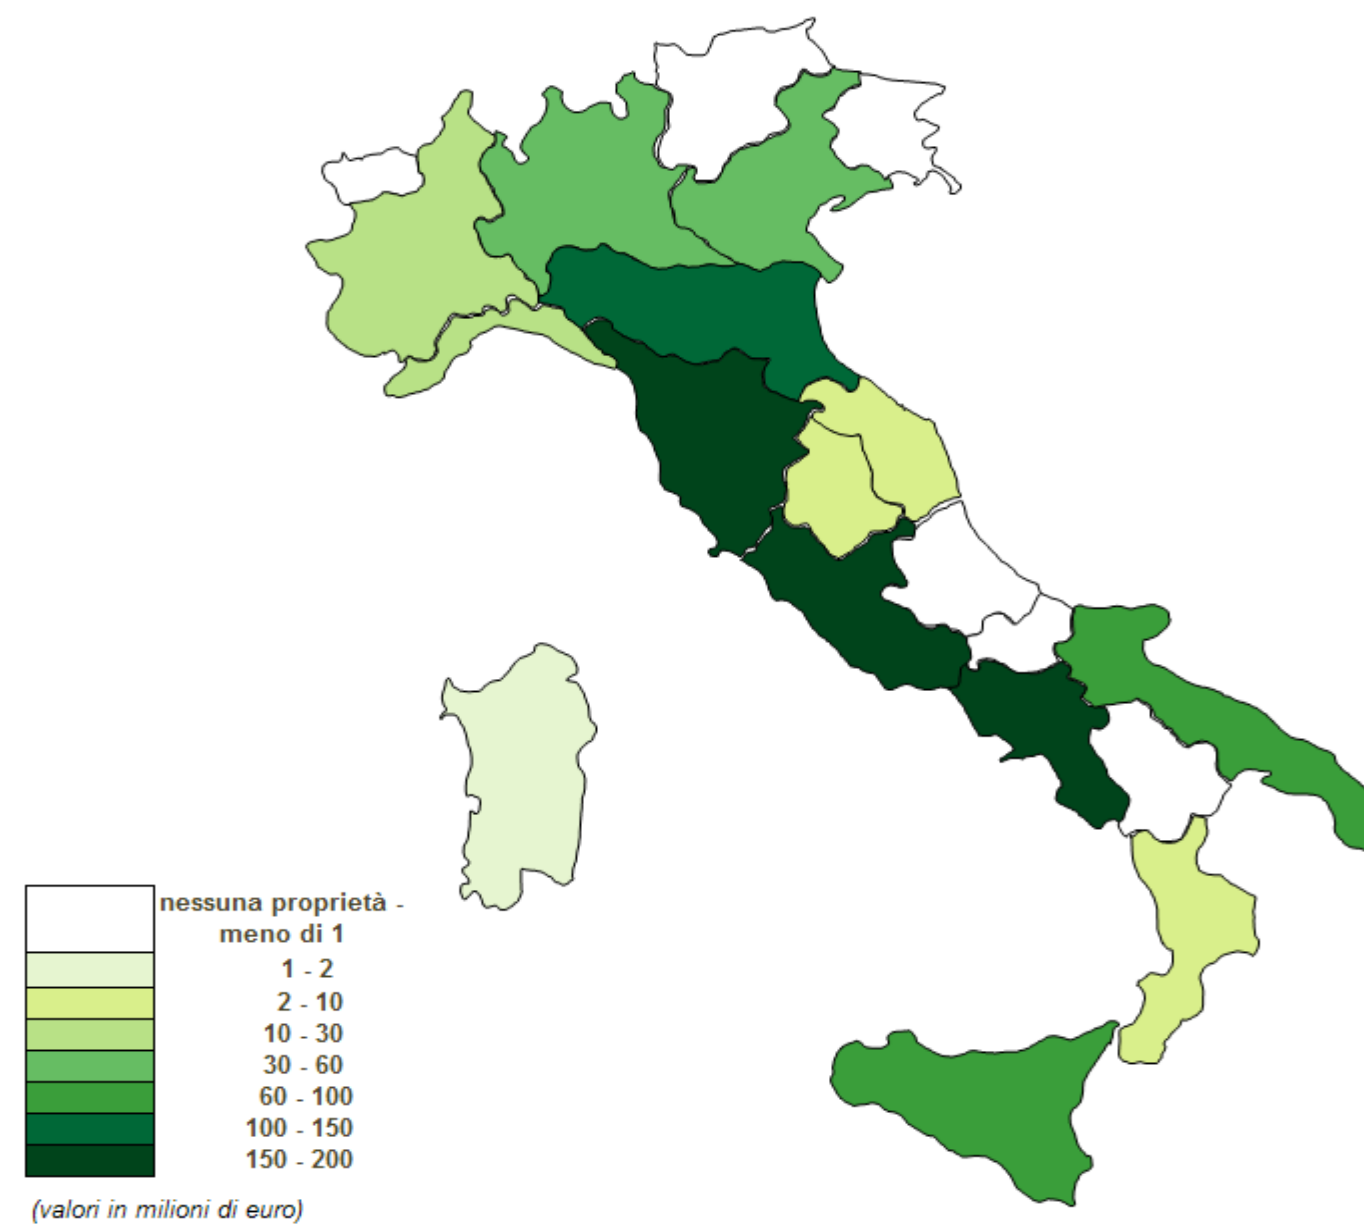 nessuna proprietà -
meno di 1
1 - 2
2 - 10
10 - 30
30 - 60
60 - 100
100 - 150
150 - 200
(valori in milioni di euro)